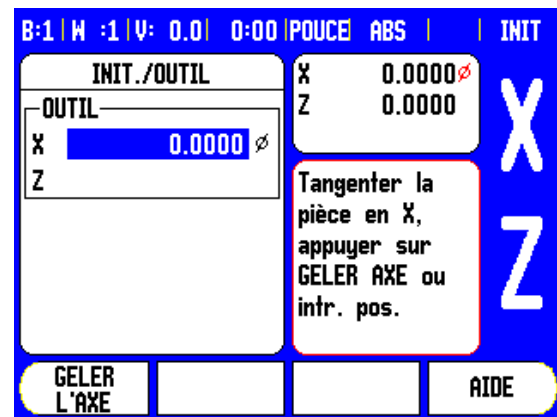 B:1 | W :1 | V: 0.0 | 0:00 | POUCE | ABS | | INIT
INIT./OUTIL
OUTIL
X 0.0000 ø
Z
X 0.0000 ø
Z 0.0000
Tangenter la
pièce en X,
appuyer sur
GELER AXE ou
intr. pos.
X
Z
GELER
L'AXE
AIDE